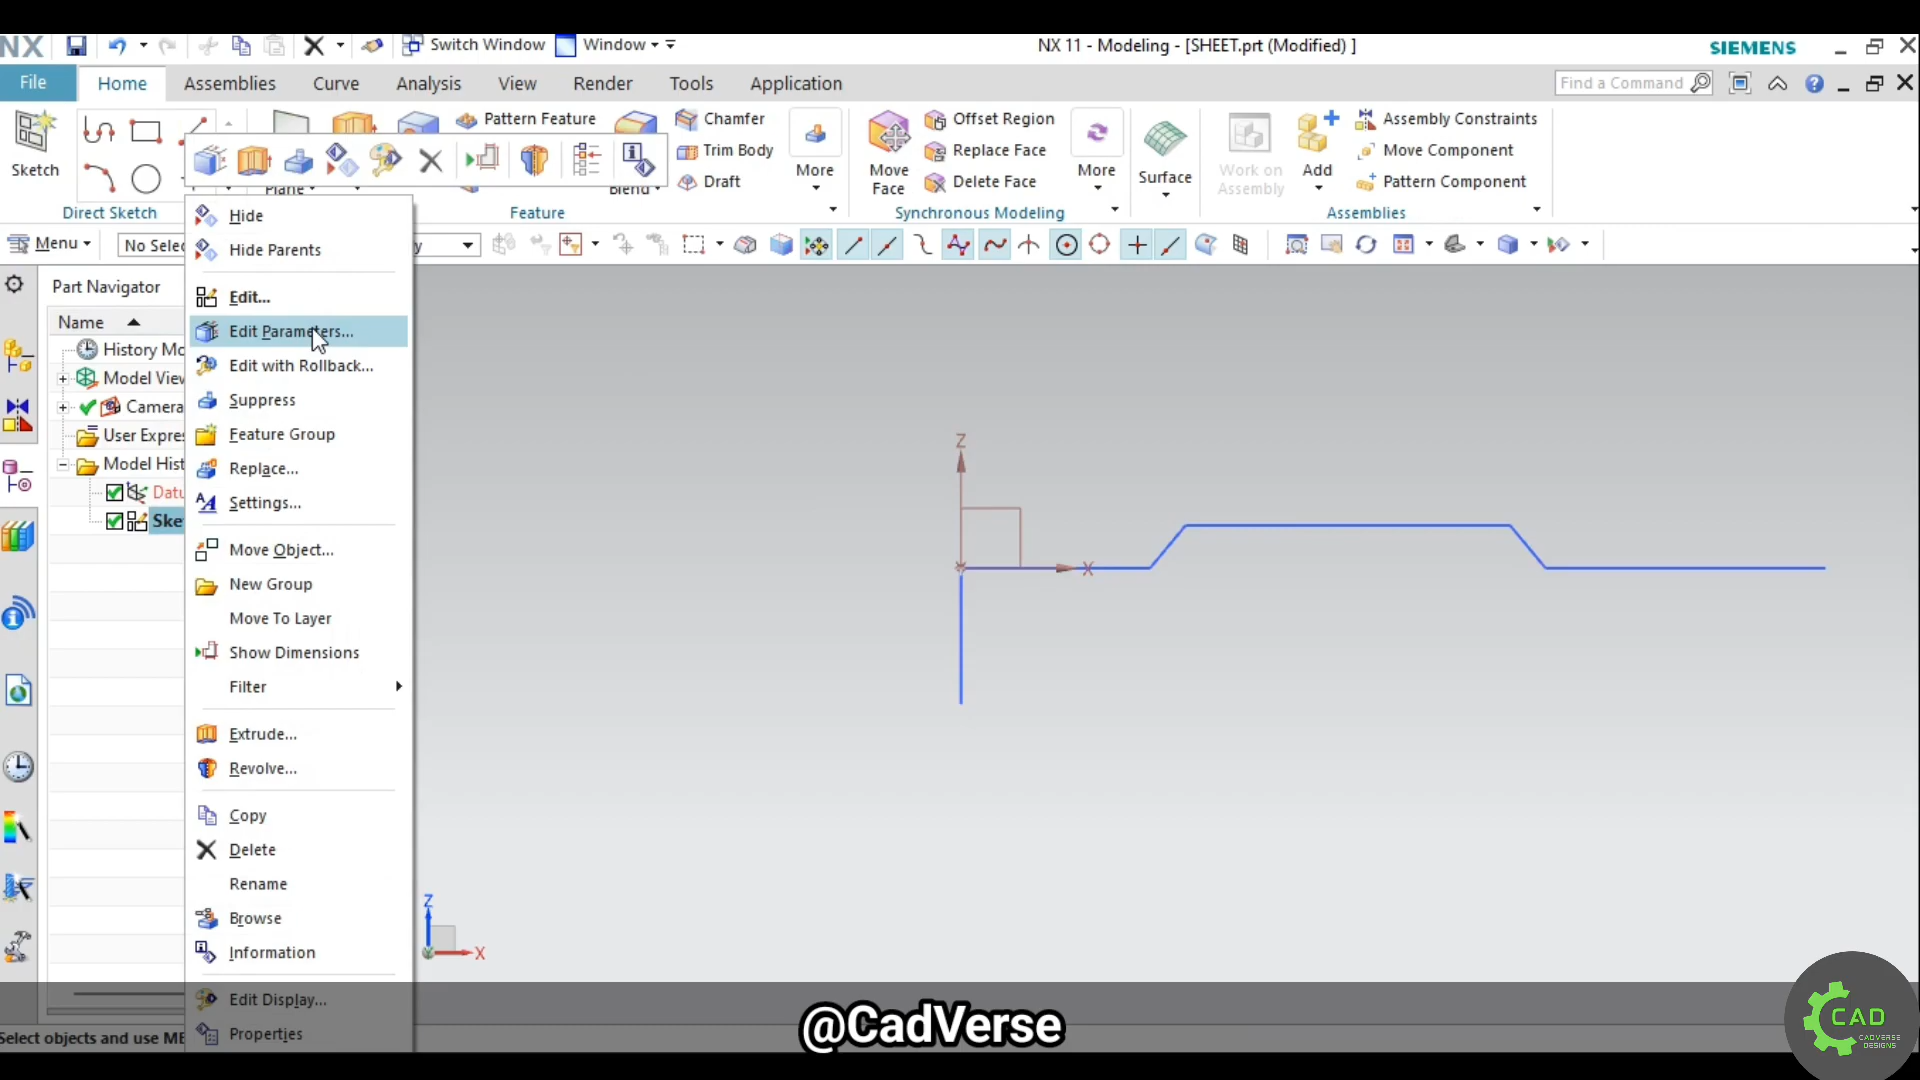 NX
Switch Window
Window
NX 11 - Modeling - [SHEET.prt (Modified) ]
SIEMENS
File
Home
Assemblies
Curve
Analysis
View
Render
Tools
Application
Find a Command
Sketch
Direct Sketch
Plane
Pattern Feature
Blend
Feature
Chamfer
Trim Body
Draft
More
Move
Face
Offset Region
Replace Face
Delete Face
More
Synchronous Modeling
Surface
Work on
Assembly
Add
Assembly Constraints
Move Component
Pattern Component
Assemblies
Menu
No Selec
y
Part Navigator
Name
History Mo
Model View
Camera
User Expre
Model Hist
Datu
Ske
Hide
Hide Parents
Edit...
Edit Parameters...
Edit with Rollback...
Suppress
Feature Group
Replace...
Settings...
Move Object...
New Group
Move To Layer
Show Dimensions
Filter
Extrude...
Revolve...
Copy
Delete
Rename
Browse
Information
Edit Display...
Properties
Z
X
Z
X
Select objects and use MB
@CadVerse
CAD
CADVERSE
DESIGNS